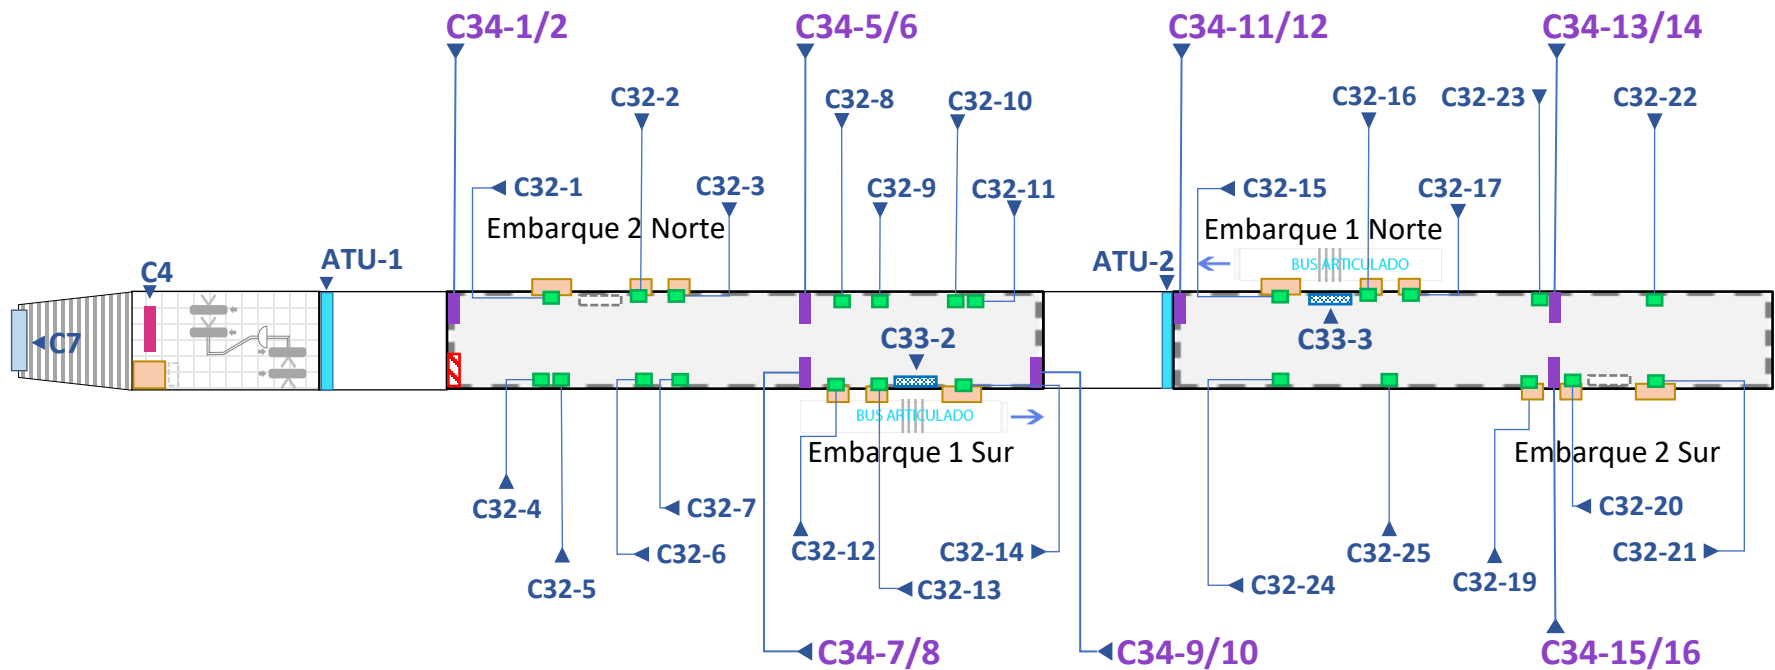 C34-1/2
C34-5/6
C34-11/12
C34-13/14
C32-2
C32-8
C32-10
C32-16
C32-23
C32-22
C32-1
C32-3
C32-9
C32-11
C32-15
C32-17
Embarque 2 Norte
Embarque 1 Norte
ATU-1
C4
ATU-2
BUS ARTICULADO
C7
C33-2
C33-3
BUS ARTICULADO
Embarque 1 Sur
Embarque 2 Sur
C32-4
C32-7
C32-20
C32-6
C32-12
C32-14
C32-25
C32-21
C32-5
C32-13
C32-24
C32-19
C34-7/8
C34-9/10
C34-15/16